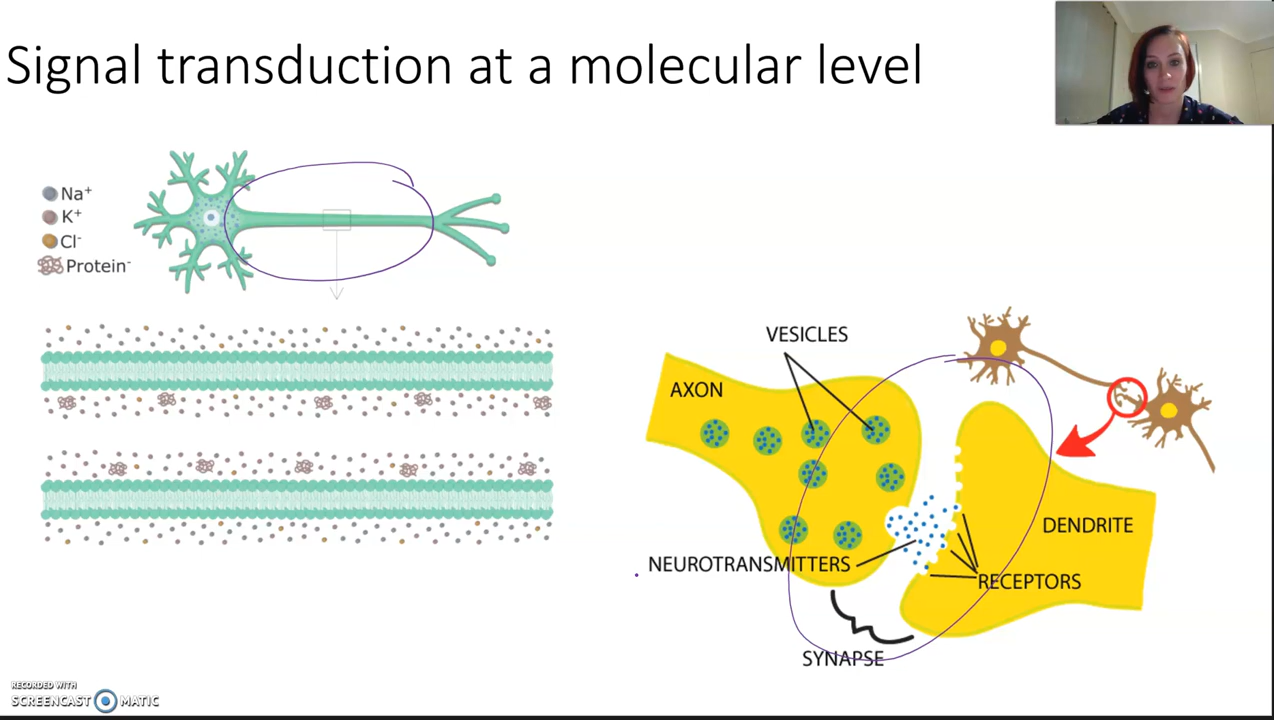 Signal transduction at a molecular level
Na⁺
K⁺
Cl⁻
Protein⁻
VESICLES
AXON
DENDRITE
NEUROTRANSMITTERS
RECEPTORS
SYNAPSE
RECORDED WITH
SCREENCAST MATIC